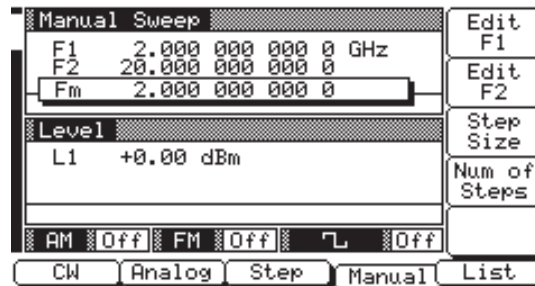 Manual Sweep
F1 2.000 000 000 0 GHz
F2 20.000 000 000 0
Fm 2.000 000 000 0
Level
L1 +0.00 dBm
AM Off FM Off Off
CW Analog Step Manual List
Edit
F1
Edit
F2
Step
Size
Num of
Steps